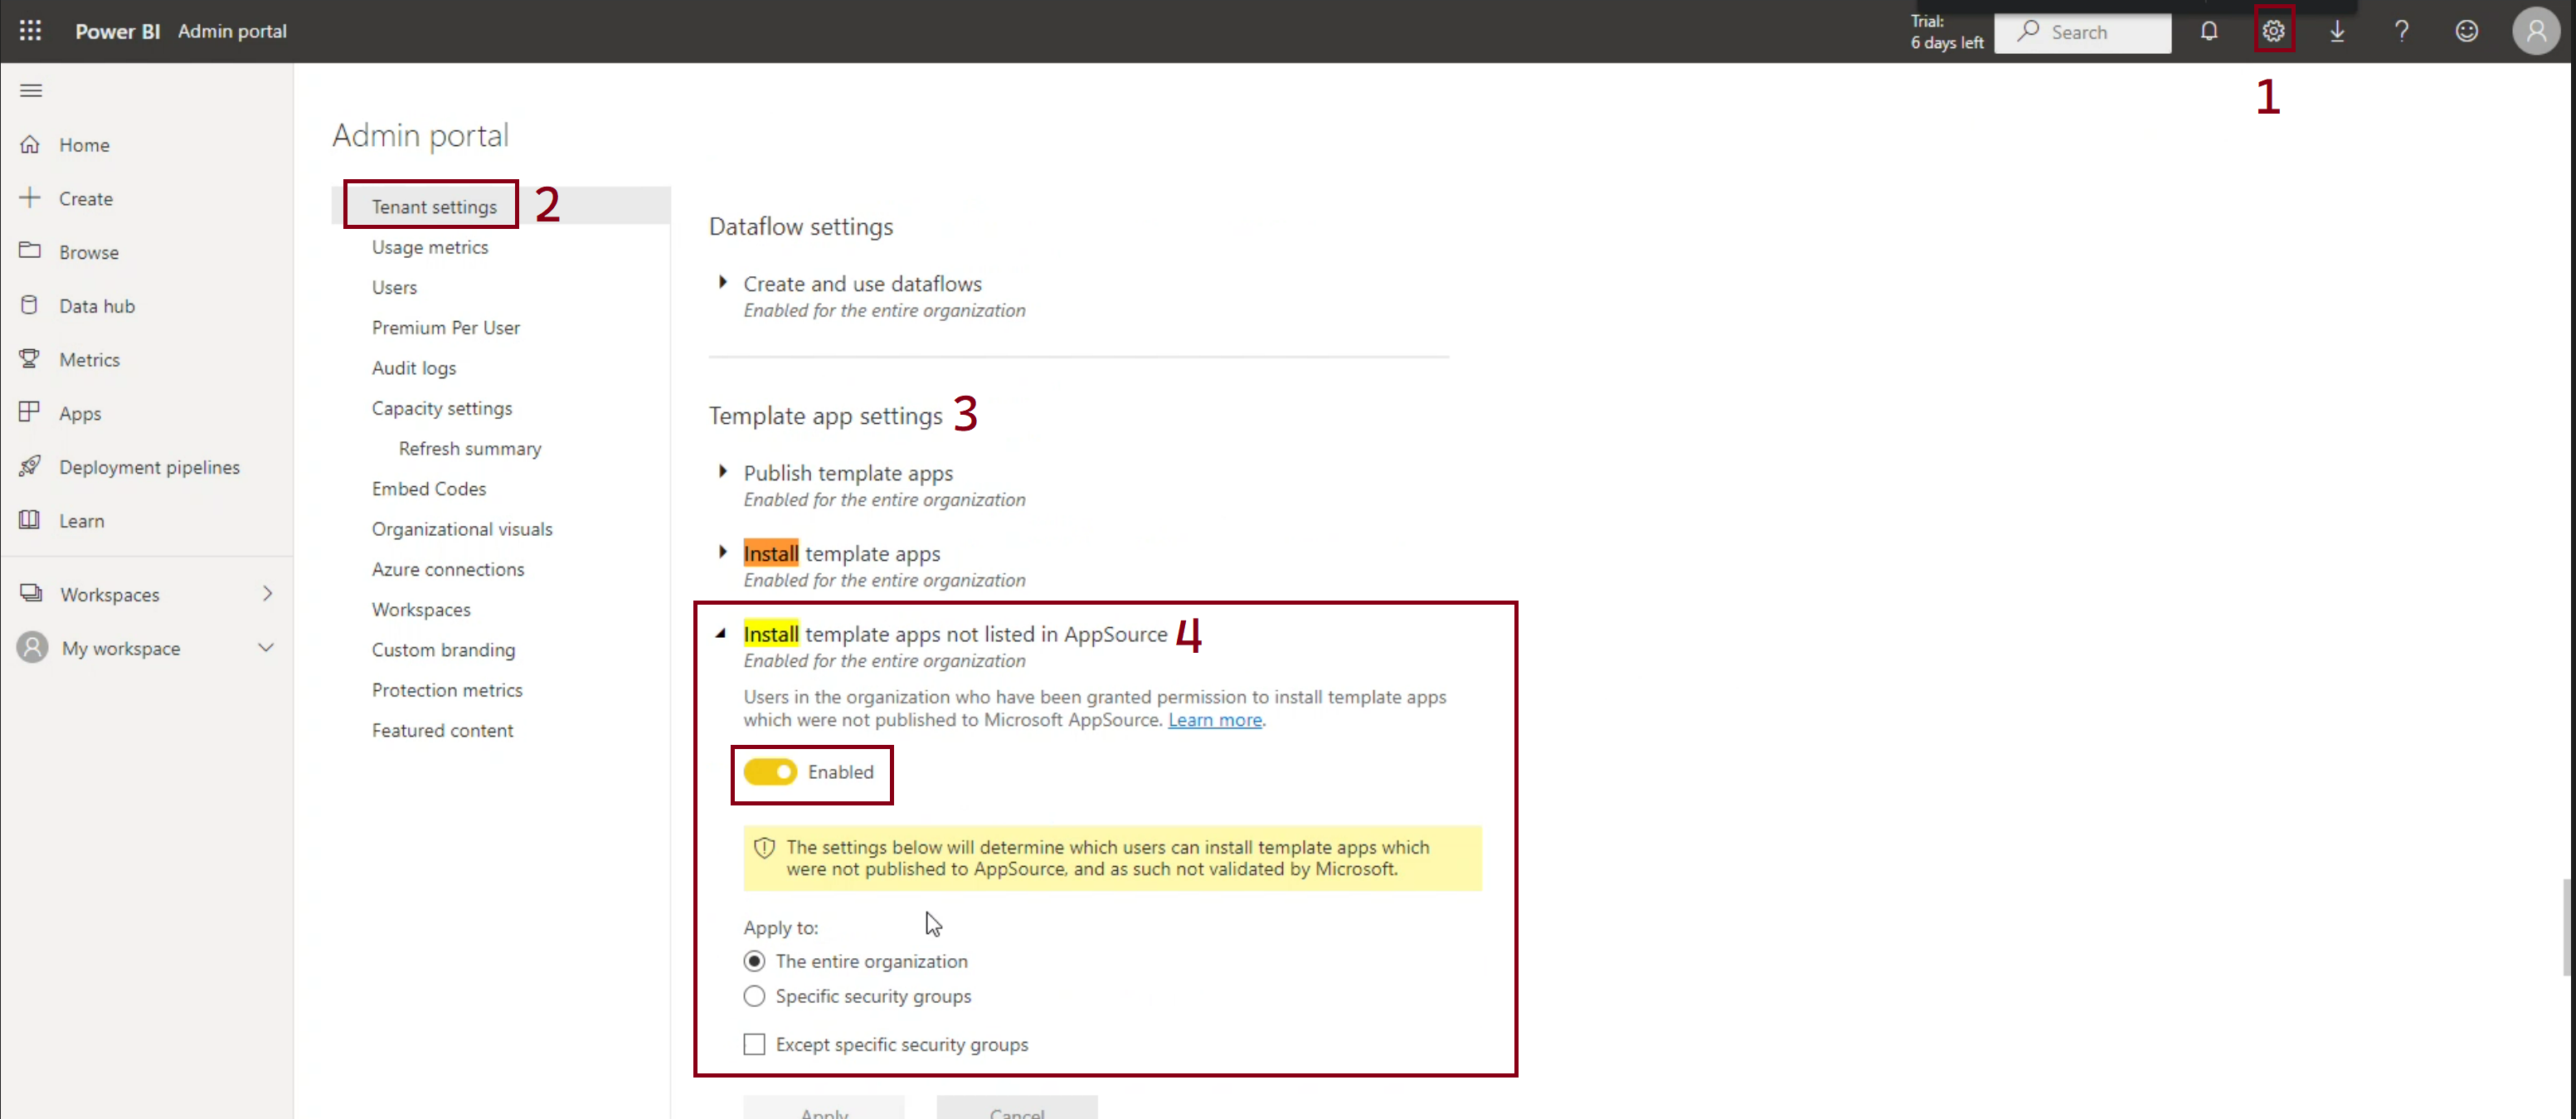 Power BI Admin portal
Trial:
6 days left
Search
1
Home
Create
Browse
Data hub
Metrics
Apps
Deployment pipelines
Learn
Workspaces
My workspace
Admin portal
Tenant settings 2
Usage metrics
Users
Premium Per User
Audit logs
Capacity settings
Refresh summary
Embed Codes
Organizational visuals
Azure connections
Workspaces
Custom branding
Protection metrics
Featured content
Dataflow settings
Create and use dataflows
Enabled for the entire organization
Template app settings 3
Publish template apps
Enabled for the entire organization
Install template apps
Enabled for the entire organization
Install template apps not listed in AppSource 4
Enabled for the entire organization
Users in the organization who have been granted permission to install template apps
which were not published to Microsoft AppSource. Learn more.
Enabled
The settings below will determine which users can install template apps which
were not published to AppSource, and as such not validated by Microsoft.
Apply to:
The entire organization
Specific security groups
Except specific security groups
Apply Cancel